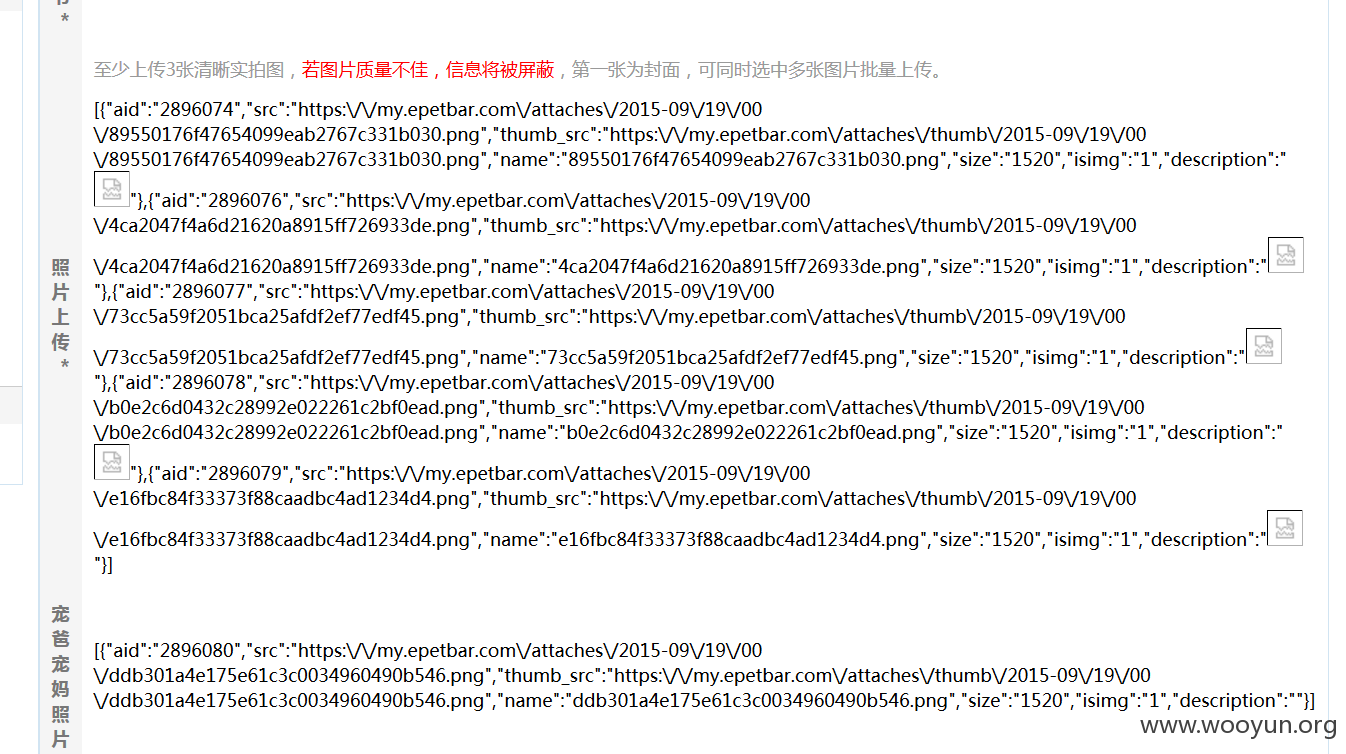 *
至少上传3张清晰实拍图，若图片质量不佳，信息将被屏蔽，第一张为封面，可同时选中多张图片批量上传。
[{"aid":"2896074","src":"https:\/\/my.epetbar.com\/attaches\/2015-09\/19\/00
\/89550176f47654099eab2767c331b030.png","thumb_src":"https:\/\/my.epetbar.com\/attaches\/thumb\/2015-09\/19\/00
\/89550176f47654099eab2767c331b030.png","name":"89550176f47654099eab2767c331b030.png","size":"1520","isimg":"1","description":"
"},{"aid":"2896076","src":"https:\/\/my.epetbar.com\/attaches\/2015-09\/19\/00
\/4ca2047f4a6d21620a8915ff726933de.png","thumb_src":"https:\/\/my.epetbar.com\/attaches\/thumb\/2015-09\/19\/00
\/4ca2047f4a6d21620a8915ff726933de.png","name":"4ca2047f4a6d21620a8915ff726933de.png","size":"1520","isimg":"1","description":"
"},{"aid":"2896077","src":"https:\/\/my.epetbar.com\/attaches\/2015-09\/19\/00
\/73cc5a59f2051bca25afdf2ef77edf45.png","thumb_src":"https:\/\/my.epetbar.com\/attaches\/thumb\/2015-09\/19\/00
\/73cc5a59f2051bca25afdf2ef77edf45.png","name":"73cc5a59f2051bca25afdf2ef77edf45.png","size":"1520","isimg":"1","description":"
"},{"aid":"2896078","src":"https:\/\/my.epetbar.com\/attaches\/2015-09\/19\/00
\/b0e2c6d0432c28992e022261c2bf0ead.png","thumb_src":"https:\/\/my.epetbar.com\/attaches\/thumb\/2015-09\/19\/00
\/b0e2c6d0432c28992e022261c2bf0ead.png","name":"b0e2c6d0432c28992e022261c2bf0ead.png","size":"1520","isimg":"1","description":"
"},{"aid":"2896079","src":"https:\/\/my.epetbar.com\/attaches\/2015-09\/19\/00
\/e16fbc84f33373f88caadbc4ad1234d4.png","thumb_src":"https:\/\/my.epetbar.com\/attaches\/thumb\/2015-09\/19\/00
\/e16fbc84f33373f88caadbc4ad1234d4.png","name":"e16fbc84f33373f88caadbc4ad1234d4.png","size":"1520","isimg":"1","description":"
"}]
照
片
上
传
*
[{"aid":"2896080","src":"https:\/\/my.epetbar.com\/attaches\/2015-09\/19\/00
\/ddb301a4e175e61c3c0034960490b546.png","thumb_src":"https:\/\/my.epetbar.com\/attaches\/thumb\/2015-09\/19\/00
\/ddb301a4e175e61c3c0034960490b546.png","name":"ddb301a4e175e61c3c0034960490b546.png","size":"1520","isimg":"1","description":""}]
宠
爸
宠
妈
照
片
www.wooyun.org